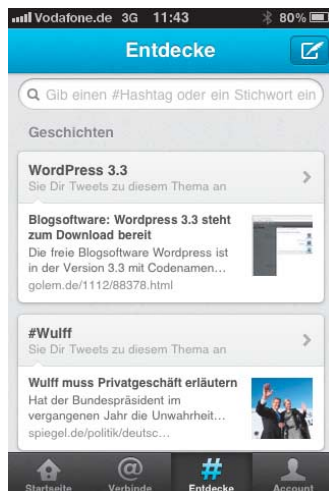 Vodafone.de 3G 11:43 80%
Entdecke
Gib einen #Hashtag oder ein Stichwort ein
Geschichten
WordPress 3.3
Sie Dir Tweets zu diesem Thema an
Blogsoftware: Wordpress 3.3 steht
zum Download bereit
Die freie Blogsoftware Wordpress ist
in der Version 3.3 mit Codenamen...
golem.de/1112/88378.html
#Wulff
Sie Dir Tweets zu diesem Thema an
Wulff muss Privatgeschäft erläutern
Hat der Bundespräsident im
vergangenen Jahr die Unwahrheit...
spiegel.de/politik/deutsc...
Startseite Verbinde Entdecke Account